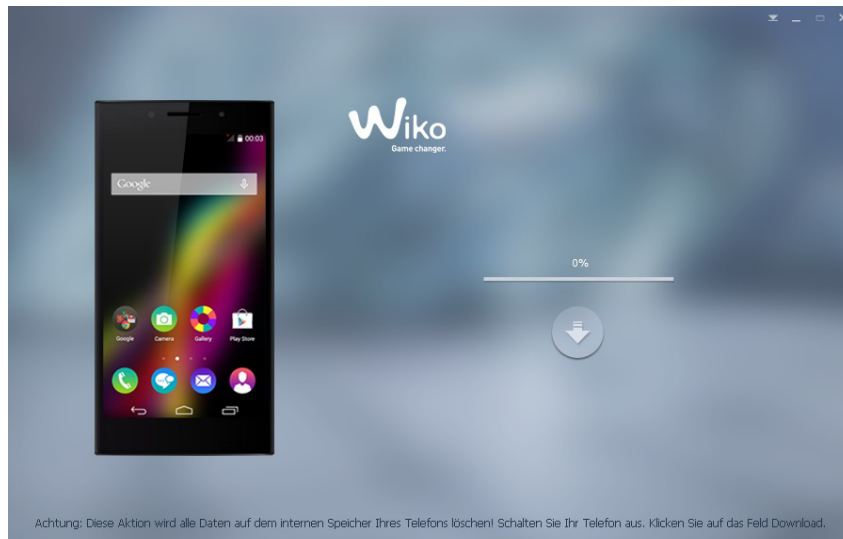 Wiko
Game changer.
00:03
Google
0%
Google Camera Gallery Play Store
Achtung: Diese Aktion wird alle Daten auf dem internen Speicher Ihres Telefons löschen! Schalten Sie Ihr Telefon aus. Klicken Sie auf das Feld Download.